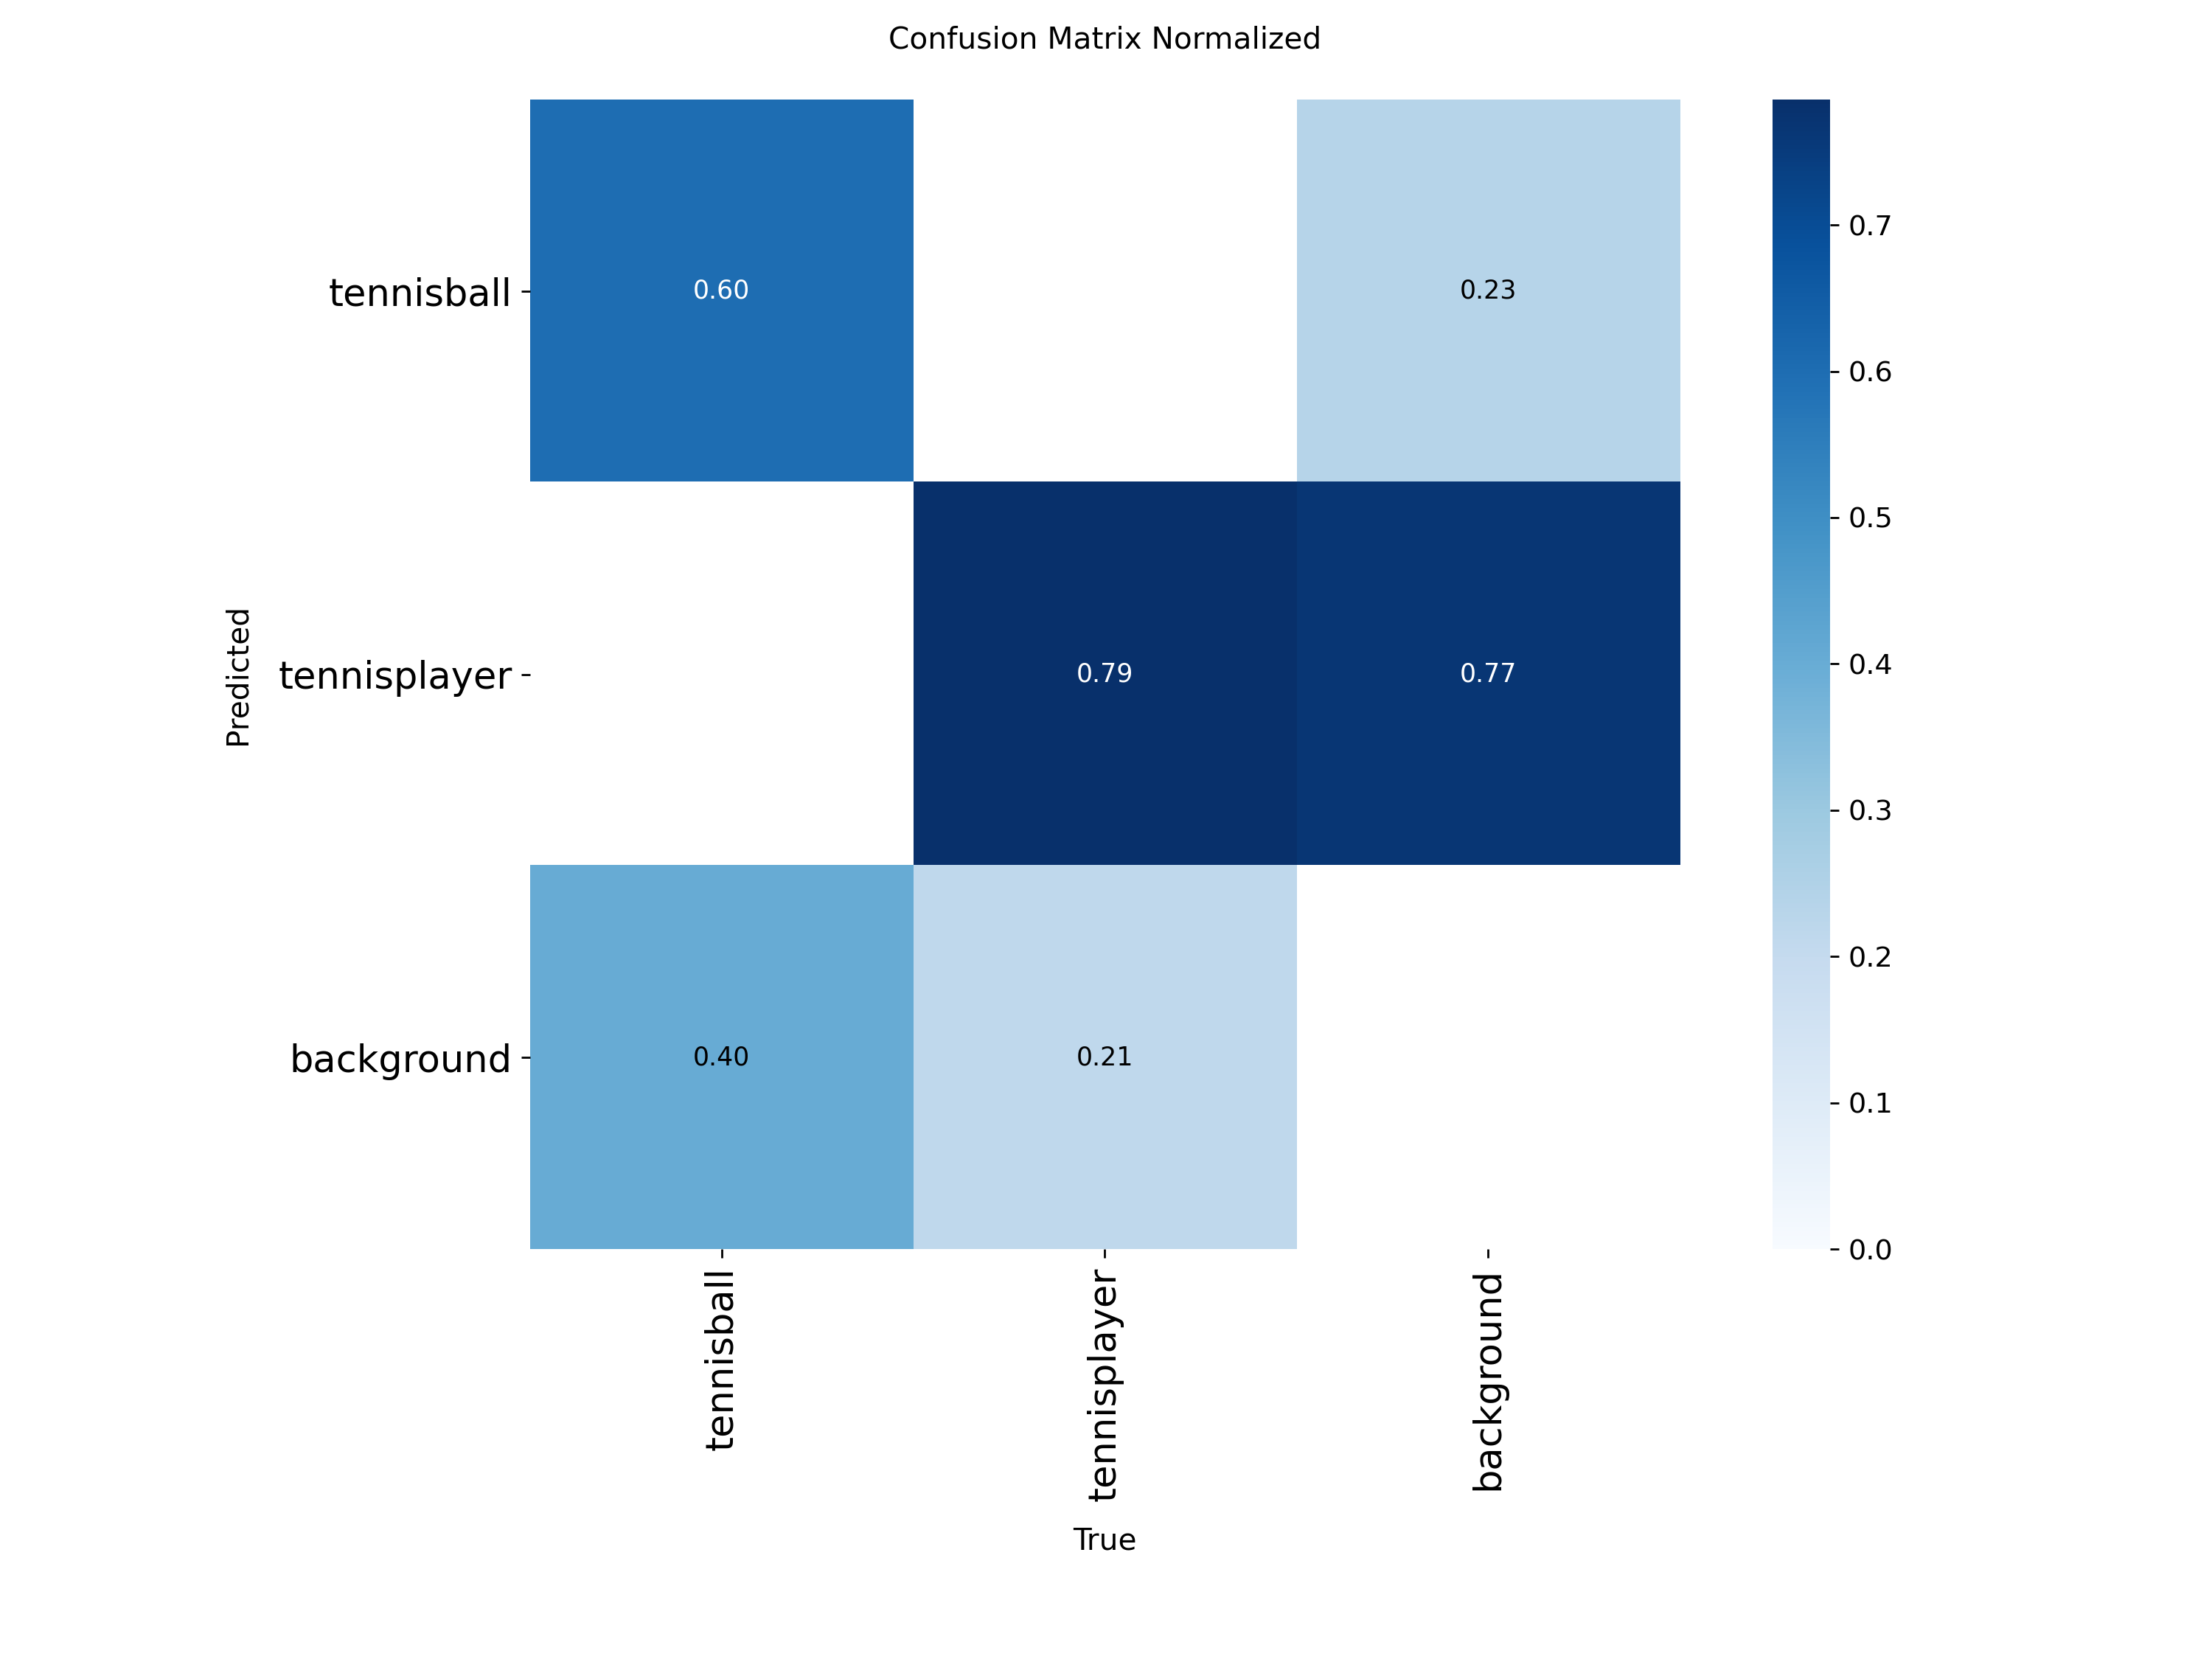 Confusion Matrix Normalized
tennisball
0.60
0.23
0.7
0.6
0.5
tennisplayer
0.79
0.77
Predicted
0.4
0.3
background
0.40
0.21
0.2
0.1
0.0
tennisball
tennisplayer
background
True